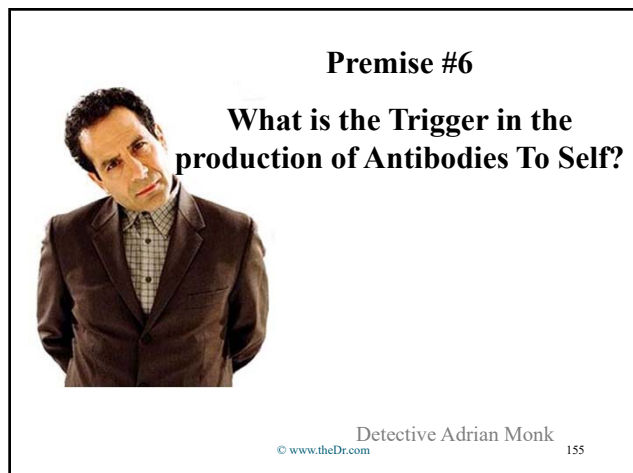 Premise #6
What is the Trigger in the
production of Antibodies To Self?
Detective Adrian Monk
© www.theDr.com
155